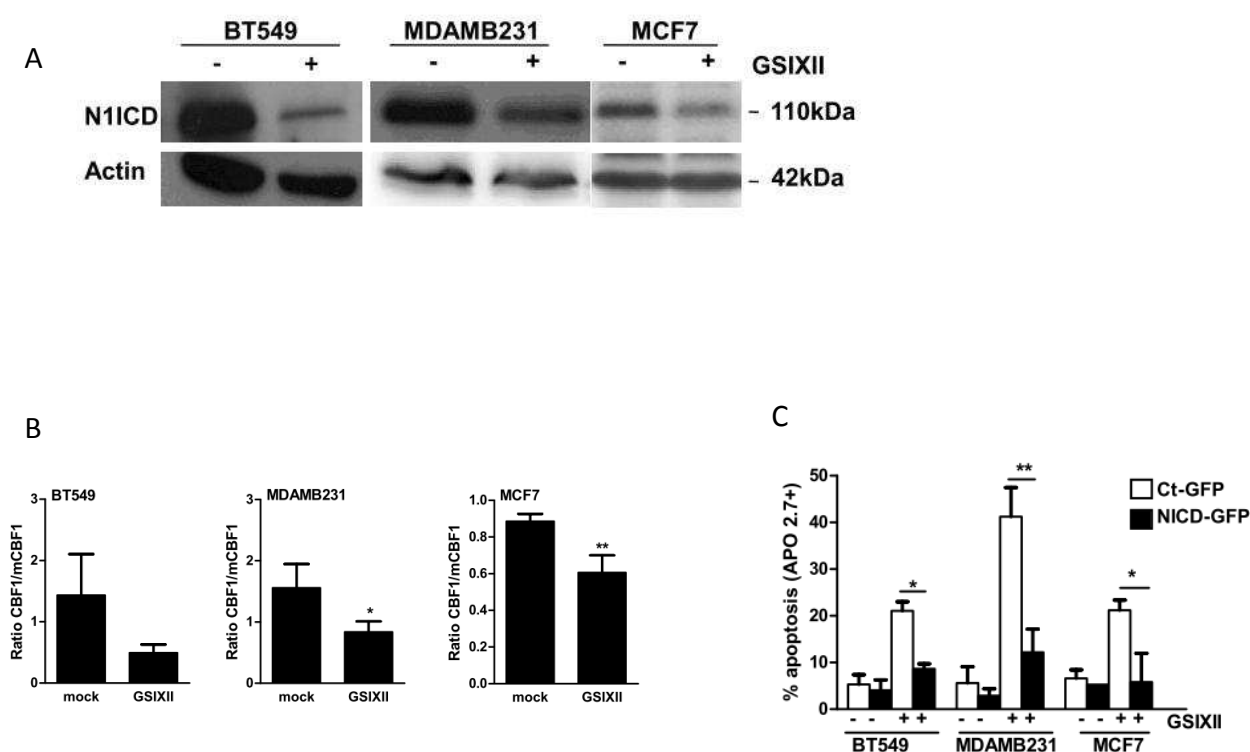 A
BT549 MDAMB231 MCF7
- + - + - + GSIXII
N1ICD - 110kDa
Actin - 42kDa
B
BT549
Ratio CBF1/mCBF1
3
2
1
0
mock GSIXII
MDAMB231
Ratio CBF1/mCBF1
3
2
1
0
*
mock GSIXII
MCF7
Ratio CBF1/mCBF1
1.0
0.8
0.6
0.4
0.2
0.0
**
mock GSIXII
C
% apoptosis (APO 2.7+)
50
40
30
20
10
0
* ** *
Ct-GFP
NICD-GFP
- - + + - - + + - - + + GSIXII
BT549 MDAMB231 MCF7